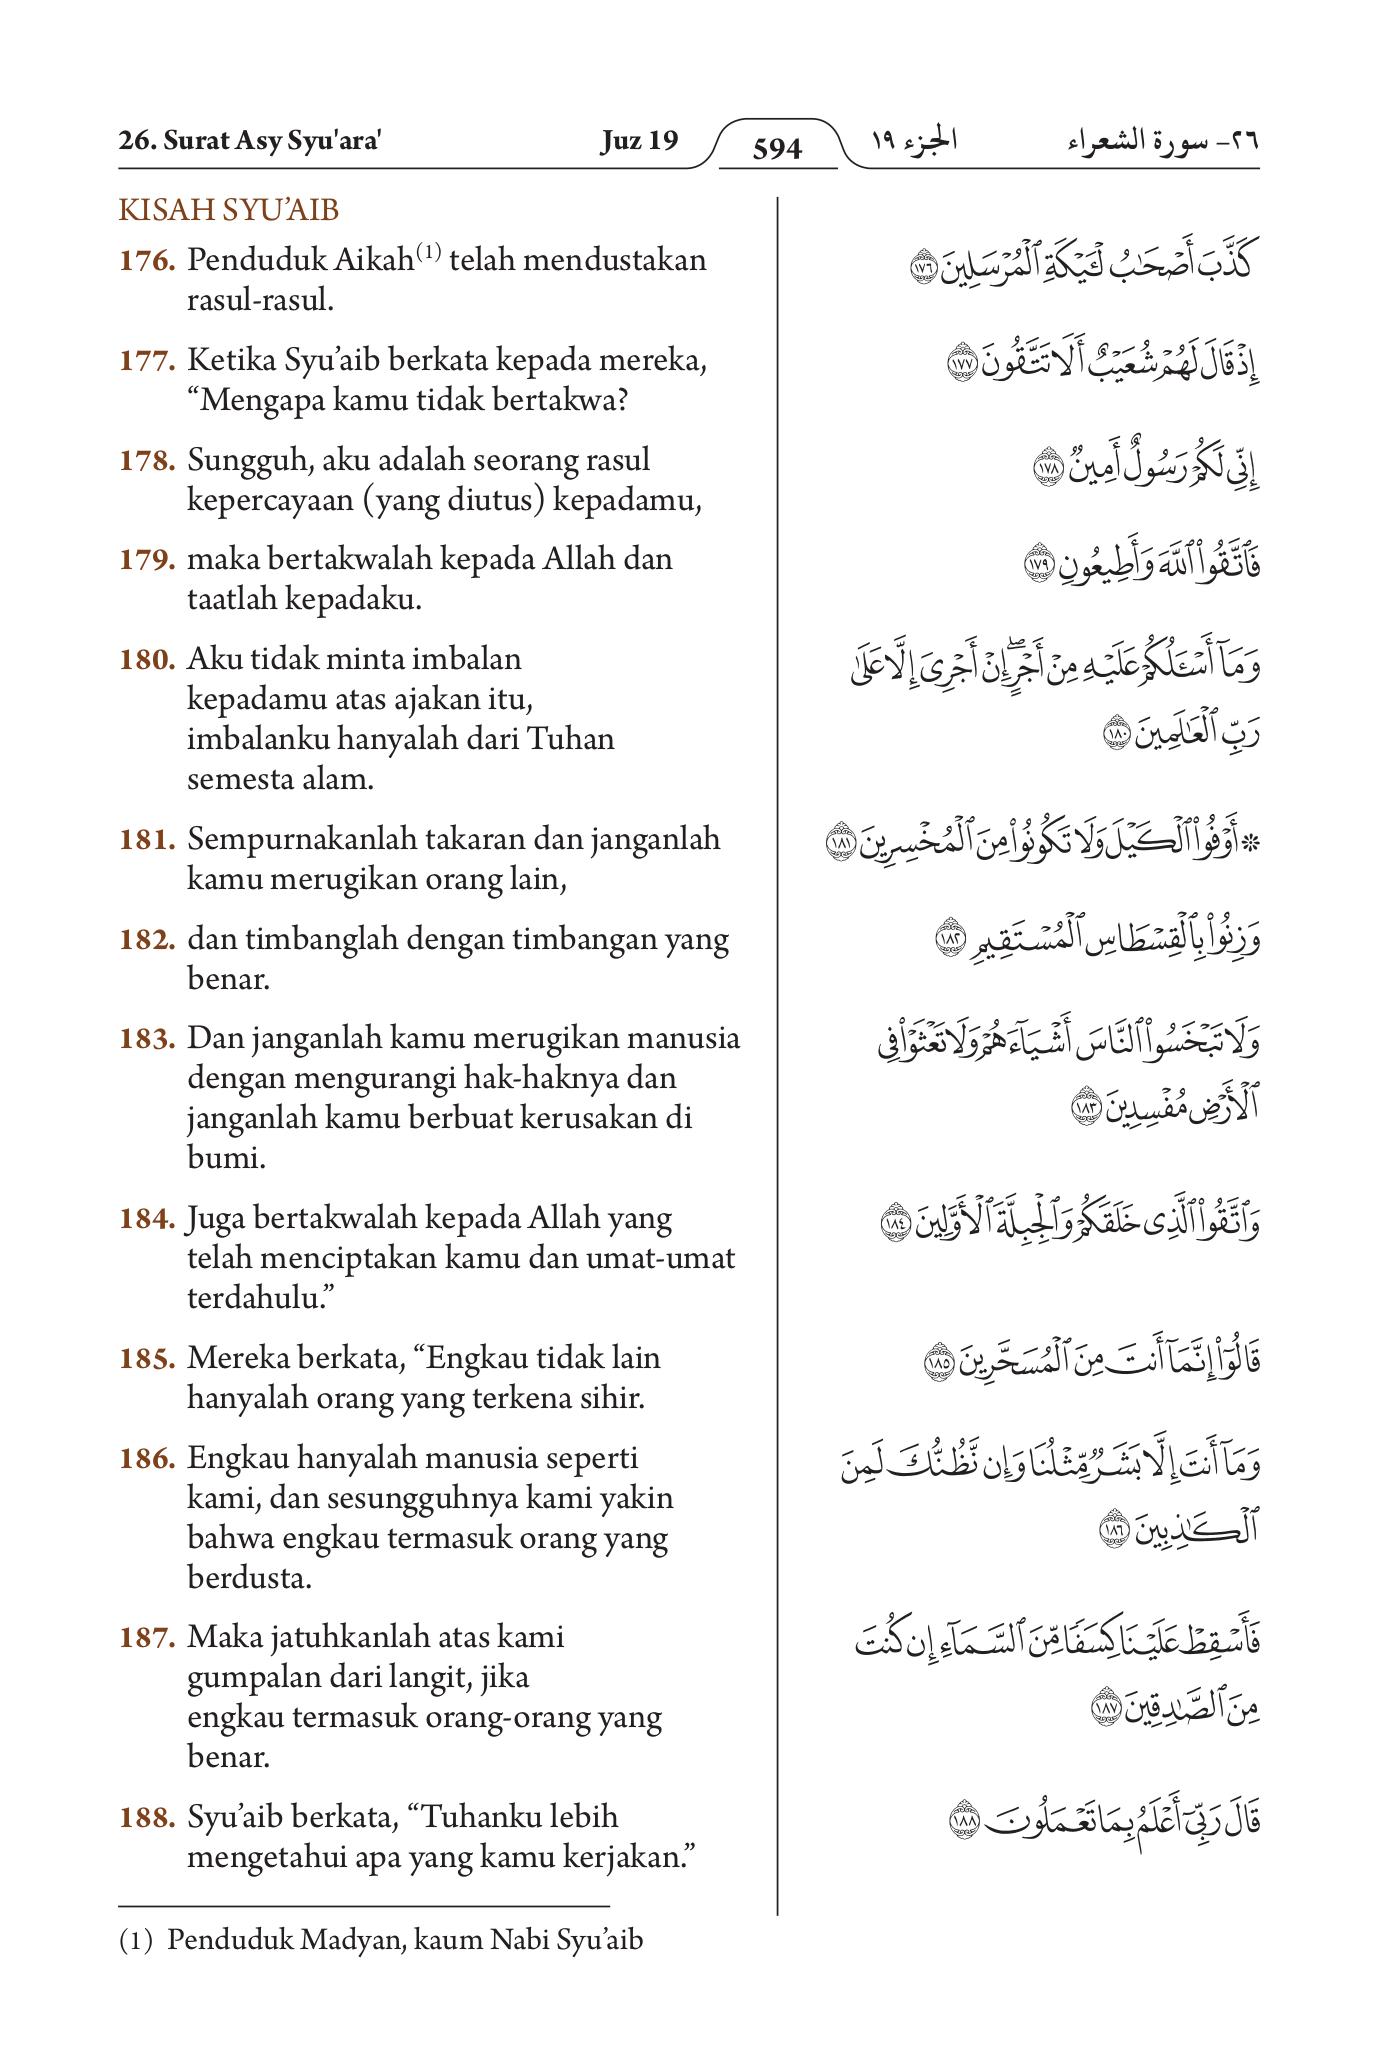 26. Surat Asy Syu'ara'
Juz 19
594
الجزء ١٩
٢٦- سورة الشعراء
KISAH SYU’AIB
176. Penduduk Aikah(1) telah mendustakan
rasul-rasul.
177. Ketika Syu’aib berkata kepada mereka,
“Mengapa kamu tidak bertakwa?
178. Sungguh, aku adalah seorang rasul
kepercayaan (yang diutus) kepadamu,
179. maka bertakwalah kepada Allah dan
taatlah kepadaku.
180. Aku tidak minta imbalan
kepadamu atas ajakan itu,
imbalanku hanyalah dari Tuhan
semesta alam.
181. Sempurnakanlah takaran dan janganlah
kamu merugikan orang lain,
182. dan timbanglah dengan timbangan yang
benar.
183. Dan janganlah kamu merugikan manusia
dengan mengurangi hak-haknya dan
janganlah kamu berbuat kerusakan di
bumi.
184. Juga bertakwalah kepada Allah yang
telah menciptakan kamu dan umat-umat
terdahulu.”
185. Mereka berkata, “Engkau tidak lain
hanyalah orang yang terkena sihir.
186. Engkau hanyalah manusia seperti
kami, dan sesungguhnya kami yakin
bahwa engkau termasuk orang yang
berdusta.
187. Maka jatuhkanlah atas kami
gumpalan dari langit, jika
engkau termasuk orang-orang yang
benar.
188. Syu’aib berkata, “Tuhanku lebih
mengetahui apa yang kamu kerjakan.”
كَذَّبَ أَصْحَٰبُ لْـَٔيْكَةِ ٱلْمُرْسَلِينَ ١٧٦
إِذْ قَالَ لَهُمْ شُعَيْبٌ أَلَا تَتَّقُونَ ١٧٧
إِنِّى لَكُمْ رَسُولٌ أَمِينٌ ١٧٨
فَٱتَّقُوا۟ ٱللَّهَ وَأَطِيعُونِ ١٧٩
وَمَآ أَسْـَٔلُكُمْ عَلَيْهِ مِنْ أَجْرٍ ۖ إِنْ أَجْرِىَ إِلَّا عَلَىٰ
رَبِّ ٱلْعَٰلَمِينَ ١٨٠
۞ أَوْفُوا۟ ٱلْكَيْلَ وَلَا تَكُونُوا۟ مِنَ ٱلْمُخْسِرِينَ ١٨١
وَزِنُوا۟ بِٱلْقِسْطَاسِ ٱلْمُسْتَقِيمِ ١٨٢
وَلَا تَبْخَسُوا۟ ٱلنَّاسَ أَشْيَآءَهُمْ وَلَا تَعْثَوْا۟ فِى
ٱلْأَرْضِ مُفْسِدِينَ ١٨٣
وَٱتَّقُوا۟ ٱلَّذِى خَلَقَكُمْ وَٱلْجِبِلَّةَ ٱلْأَوَّلِينَ ١٨٤
قَالُوٓا۟ إِنَّمَآ أَنتَ مِنَ ٱلْمُسَحَّرِينَ ١٨٥
وَمَآ أَنتَ إِلَّا بَشَرٌ مِّثْلُنَا وَإِن نَّظُنُّكَ لَمِنَ
ٱلْكَٰذِبِينَ ١٨٦
فَأَسْقِطْ عَلَيْنَا كِسَفًا مِّنَ ٱلسَّمَآءِ إِن كُنتَ
مِنَ ٱلصَّٰدِقِينَ ١٨٧
قَالَ رَبِّىٓ أَعْلَمُ بِمَا تَعْمَلُونَ ١٨٨
(1) Penduduk Madyan, kaum Nabi Syu’aib